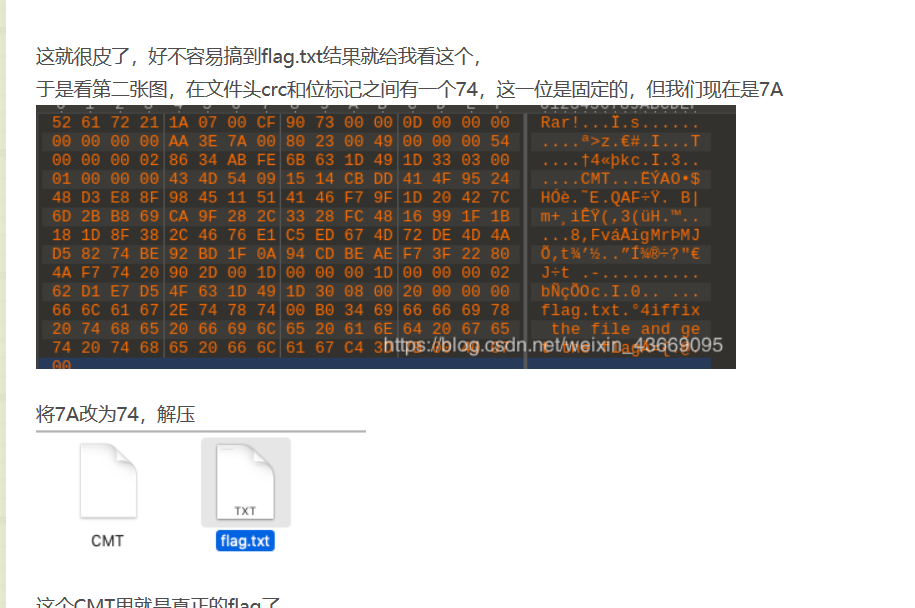 这就很皮了，好不容易搞到flag.txt结果就给我看这个，
于是看第二张图，在文件头crc和位标记之间有一个74，这一位是固定的，但我们现在是7A
52 61 72 21 1A 07 00 CF 90 73 00 00 0D 00 00 00 Rar!...Ï.s......
00 00 00 00 AA 3E 7A 00 80 23 00 49 00 00 00 54 ....ª>z.€#.I...T
00 00 00 02 86 34 AB FE 6B 63 1D 49 1D 33 03 00 ....†4«þkc.I.3..
01 00 00 00 43 4D 54 09 15 14 CB DD 41 4F 95 24 ....CMT...ËÝAO•$
48 D3 E8 8F 98 45 11 51 41 46 F7 9F 1D 20 42 7C HÓè.˜E.QAF÷Ÿ. B|
6D 2B B8 69 CA 9F 28 2C 33 28 FC 48 16 99 1F 1B m+¸iÊŸ(,3(üH.™..
18 1D 8F 38 2C 46 76 E1 C5 ED 67 4D 72 DE 4D 4A ...8,FváÅígMrÞMJ
D5 82 74 BE 92 BD 1F 0A 94 CD BE AE F7 3F 22 80 Õ‚t¾’½..”Í¾®÷?"€
4A F7 74 20 90 2D 00 1D 00 00 00 1D 00 00 00 02 J÷t .-..........
62 D1 E7 D5 4F 63 1D 49 1D 30 08 00 20 00 00 00 bÑçÕOc.I.0.. ...
66 6C 61 67 2E 74 78 74 00 B0 34 69 66 66 69 78 flag.txt.°4iffix
20 74 68 65 20 66 69 6C 65 20 61 6E 64 20 67 65 the file and ge
74 20 74 68 65 20 66 6C 61 67 C4 3D
https://blog.csdn.net/weixin_43669095
00
将7A改为74，解压
TXT
CMT flag.txt
这个CMT里就是真正的flag了